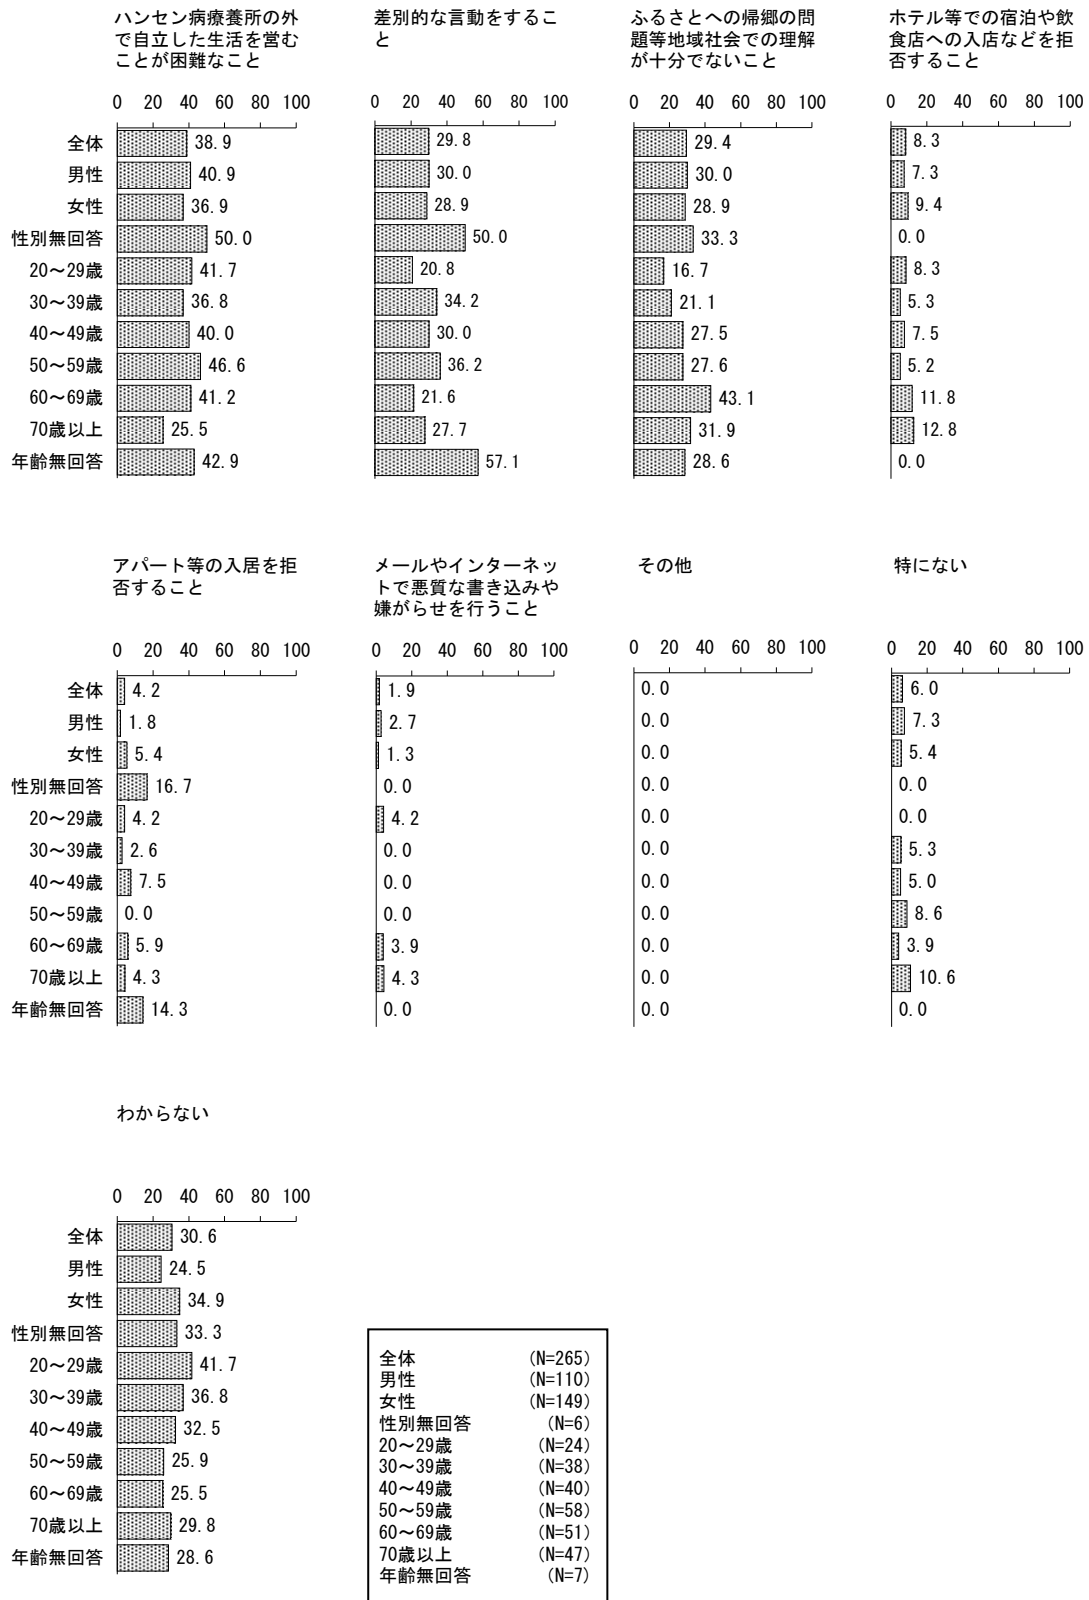 ハンセン病療養所の外
で自立した生活を営む
ことが困難なこと
差別的な言動をするこ
と
ふるさとへの帰郷の問
題等地域社会での理解
が十分でないこと
ホテル等での宿泊や飲
食店への入店などを拒
否すること
0 20 40 60 80 100
0 20 40 60 80 100
0 20 40 60 80 100
0 20 40 60 80 100
全体 38.9 29.8 29.4 8.3
男性 40.9 30.0 30.0 7.3
女性 36.9 28.9 28.9 9.4
性別無回答 50.0 50.0 33.3 0.0
20～29歳 41.7 20.8 16.7 8.3
30～39歳 36.8 34.2 21.1 5.3
40～49歳 40.0 30.0 27.5 7.5
50～59歳 46.6 36.2 27.6 5.2
60～69歳 41.2 21.6 43.1 11.8
70歳以上 25.5 27.7 31.9 12.8
年齢無回答 42.9 57.1 28.6 0.0
アパート等の入居を拒
否すること
メールやインターネッ
トで悪質な書き込みや
嫌がらせを行うこと
その他
特にない
0 20 40 60 80 100
0 20 40 60 80 100
0 20 40 60 80 100
0 20 40 60 80 100
全体 4.2 1.9 0.0 6.0
男性 1.8 2.7 0.0 7.3
女性 5.4 1.3 0.0 5.4
性別無回答 16.7 0.0 0.0 0.0
20～29歳 4.2 4.2 0.0 0.0
30～39歳 2.6 0.0 0.0 5.3
40～49歳 7.5 0.0 0.0 5.0
50～59歳 0.0 0.0 0.0 8.6
60～69歳 5.9 3.9 0.0 3.9
70歳以上 4.3 4.3 0.0 10.6
年齢無回答 14.3 0.0 0.0 0.0
わからない
0 20 40 60 80 100
全体 30.6
男性 24.5
女性 34.9
性別無回答 33.3
20～29歳 41.7
30～39歳 36.8
40～49歳 32.5
50～59歳 25.9
60～69歳 25.5
70歳以上 29.8
年齢無回答 28.6
全体 (N=265)
男性 (N=110)
女性 (N=149)
性別無回答 (N=6)
20～29歳 (N=24)
30～39歳 (N=38)
40～49歳 (N=40)
50～59歳 (N=58)
60～69歳 (N=51)
70歳以上 (N=47)
年齢無回答 (N=7)